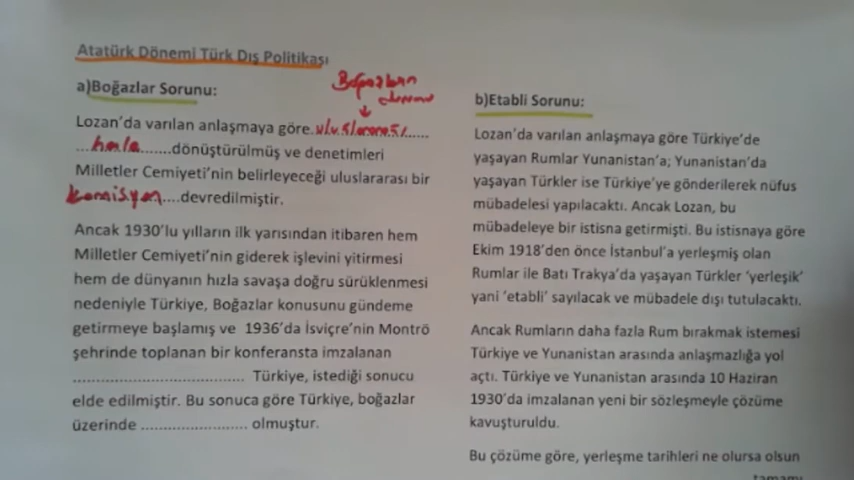 Atatürk Dönemi Türk Dış Politikası
a)Boğazlar Sorunu:
Boğazların
durumu
↓
Lozan'da varılan anlaşmaya göre.uluslararası......
...hale.......dönüştürülmüş ve denetimleri
Milletler Cemiyeti'nin belirleyeceği uluslararası bir
komisyon....devredilmiştir.
Ancak 1930'lu yılların ilk yarısından itibaren hem
Milletler Cemiyeti'nin giderek işlevini yitirmesi
hem de dünyanın hızla savaşa doğru sürüklenmesi
nedeniyle Türkiye, Boğazlar konusunu gündeme
getirmeye başlamış ve 1936'da İsviçre'nin Montrö
şehrinde toplanan bir konferansta imzalanan
........................................ Türkiye, istediği sonucu
elde edilmiştir. Bu sonuca göre Türkiye, boğazlar
üzerinde ......................... olmuştur.
b)Etabli Sorunu:
Lozan'da varılan anlaşmaya göre Türkiye'de
yaşayan Rumlar Yunanistan'a; Yunanistan'da
yaşayan Türkler ise Türkiye'ye gönderilerek nüfus
mübadelesi yapılacaktı. Ancak Lozan, bu
mübadeleye bir istisna getirmişti. Bu istisnaya göre
Ekim 1918'den önce İstanbul'a yerleşmiş olan
Rumlar ile Batı Trakya'da yaşayan Türkler 'yerleşik'
yani 'etabli' sayılacak ve mübadele dışı tutulacaktı.
Ancak Rumların daha fazla Rum bırakmak istemesi
Türkiye ve Yunanistan arasında anlaşmazlığa yol
açtı. Türkiye ve Yunanistan arasında 10 Haziran
1930'da imzalanan yeni bir sözleşmeyle çözüme
kavuşturuldu.
Bu çözüme göre, yerleşme tarihleri ne olursa olsun
tamamı